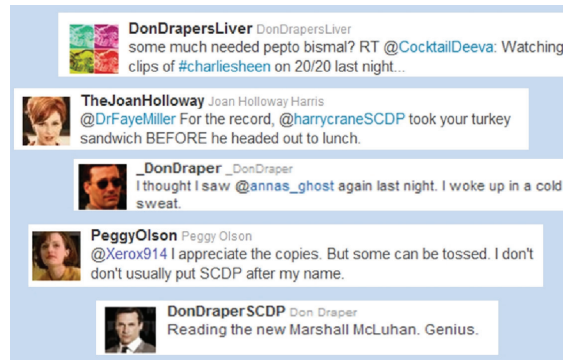 DonDrapersLiver DonDrapersLiver
some much needed pepto bismal? RT @CocktailDeeva: Watching
clips of #charliesheen on 20/20 last night...
TheJoanHolloway Joan Holloway Harris
@DrFayeMiller For the record, @harrycraneSCDP took your turkey
sandwich BEFORE he headed out to lunch.
_DonDraper _DonDraper
I thought I saw @annas_ghost again last night. I woke up in a cold
sweat.
PeggyOlson Peggy Olson
@Xerox914 I appreciate the copies. But some can be tossed. I don't
don't usually put SCDP after my name.
DonDraperSCDP Don Draper
Reading the new Marshall McLuhan. Genius.